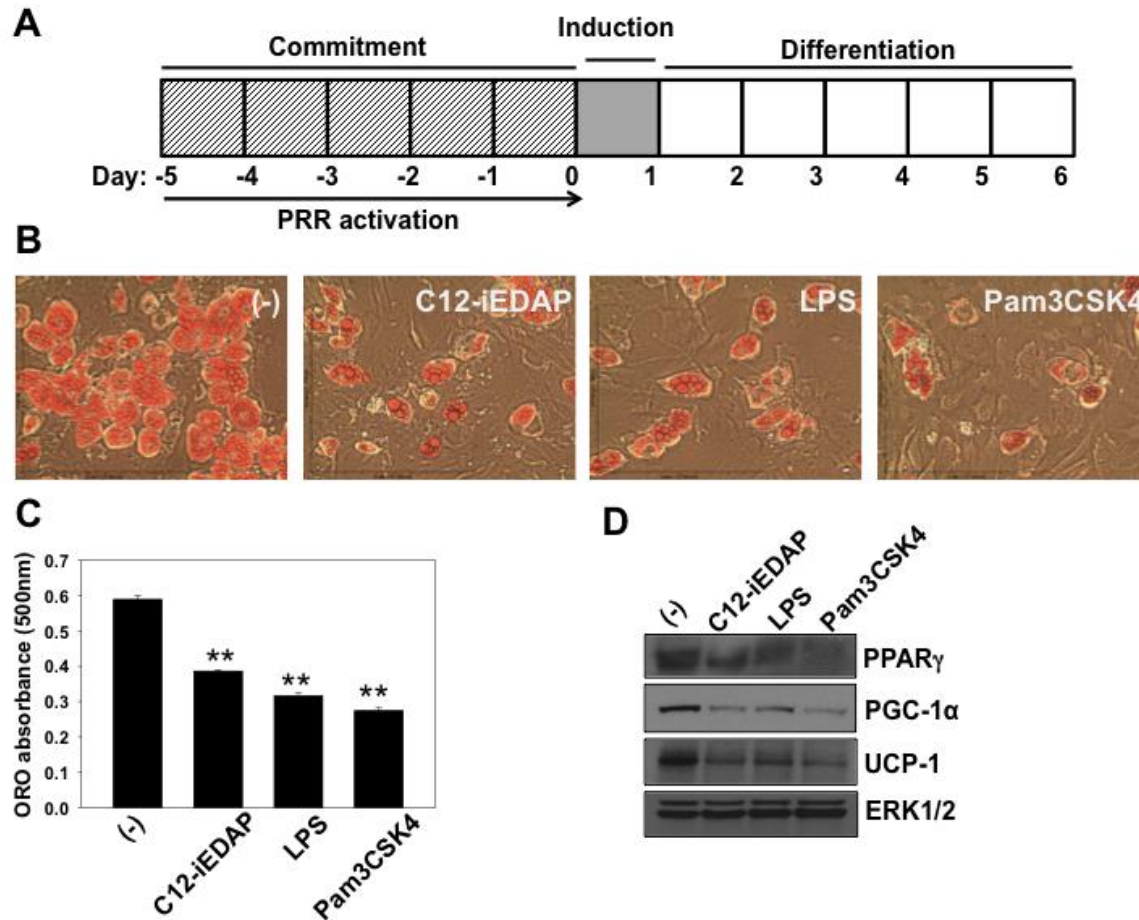 A
Commitment
Induction
Differentiation
Day: -5 -4 -3 -2 -1 0 1 2 3 4 5 6
PRR activation
B
(-)
C12-iEDAP
LPS
Pam3CSK4
C
ORO absorbance (500nm)
0.7
0.6
0.5
0.4
0.3
0.2
0.1
0.0
**
**
**
(-)
C12-iEDAP
LPS
Pam3CSK4
D
(-)
C12-iEDAP
LPS
Pam3CSK4
PPARγ
PGC-1α
UCP-1
ERK1/2